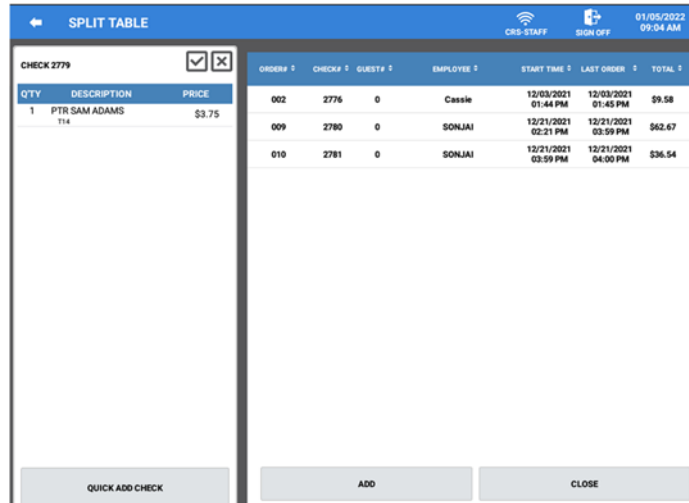 SPLIT TABLE
CRS-STAFF
SIGN OFF
01/05/2022
09:04 AM
CHECK 2779
Q'TY DESCRIPTION PRICE
1 PTR SAM ADAMS $3.75
T14
QUICK ADD CHECK
ORDER# CHECK# GUEST# EMPLOYEE START TIME LAST ORDER TOTAL
002 2776 0 Cassie 12/03/2021 01:44 PM 12/03/2021 01:45 PM $9.58
009 2780 0 SONJAI 12/21/2021 02:21 PM 12/21/2021 03:59 PM $62.67
010 2781 0 SONJAI 12/21/2021 03:59 PM 12/21/2021 04:00 PM $36.54
ADD
CLOSE